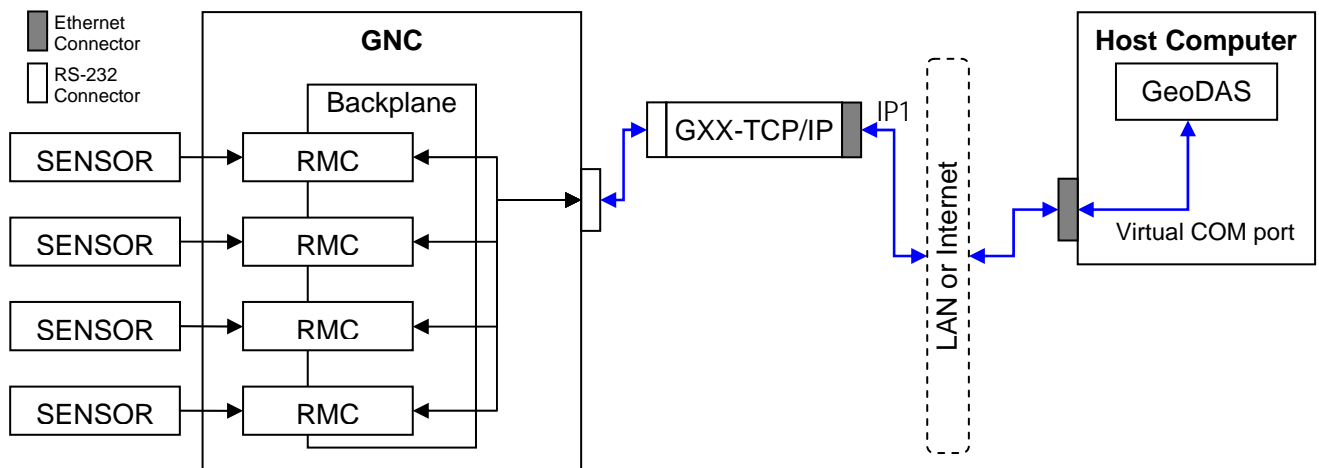 Ethernet
Connector
RS-232
Connector
GNC
Backplane
SENSOR
RMC
SENSOR
RMC
SENSOR
RMC
SENSOR
RMC
GXX-TCP/IP
IP1
LAN or Internet
Host Computer
GeoDAS
Virtual COM port